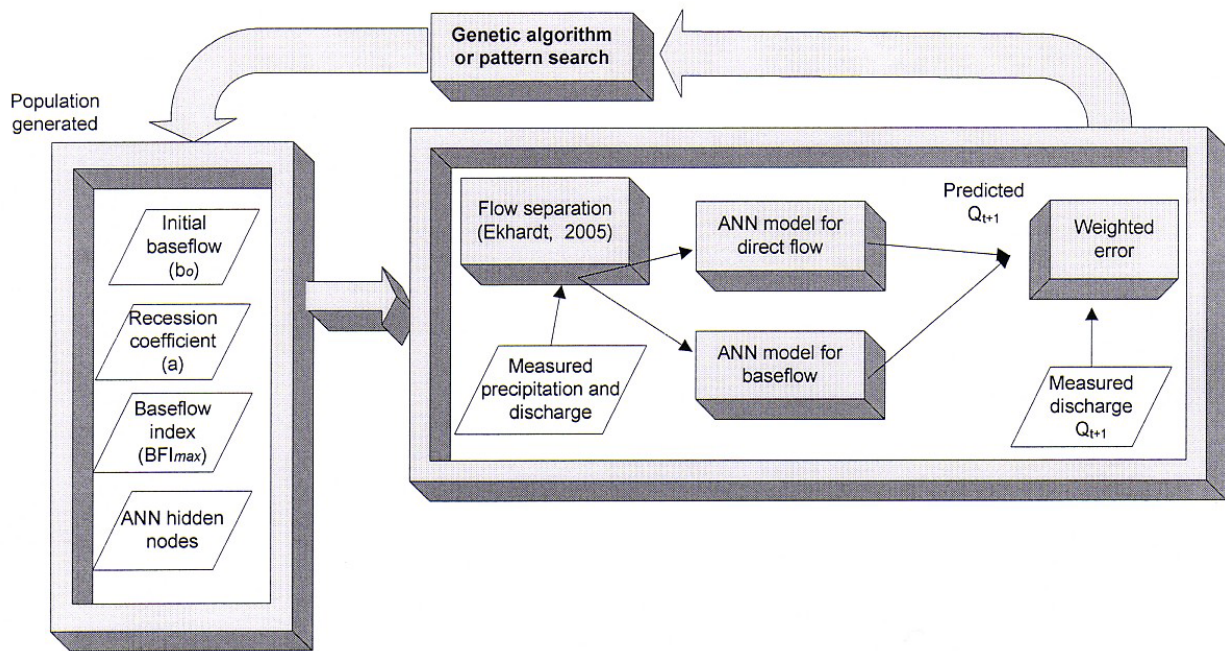 Genetic algorithm
or pattern search
Population
generated
Initial
baseflow
(bo)
Recession
coefficient
(a)
Baseflow
index
(BFImax)
ANN hidden
nodes
Flow separation
(Ekhardt, 2005)
Measured
precipitation and
discharge
ANN model for
direct flow
ANN model for
baseflow
Predicted
Qt+1
Weighted
error
Measured
discharge
Qt+1